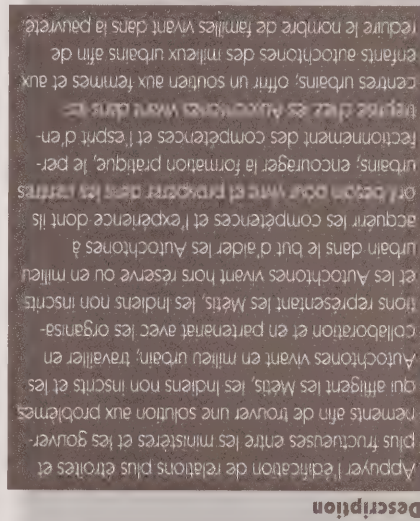 Description
Appuyer l'édification de relations plus étroites et
plus fructueuses entre les ministères et les gouver-
nements afin de trouver une solution aux problèmes
qui affligent les Métis, les Indiens non inscrits et les
Autochtones vivant en milieu urbain, travailler en
collaboration et en partenariat avec les organisa-
tions représentant les Métis, les Indiens non inscrits
et les Autochtones vivant hors réserve ou en milieu
urbain dans le but d'aider les Autochtones à
acquérir les compétences et l'expérience dont ils
ont besoin pour vivre et prospérer dans les centres
urbains, encourager la formation pratique, le per-
fectionnement des compétences et l'esprit d'en-
treprise chez les Autochtones vivant dans les
centres urbains, offrir un soutien aux femmes et aux
enfants autochtones des milieux urbains afin de
réduire le nombre de familles vivant dans la pauvreté